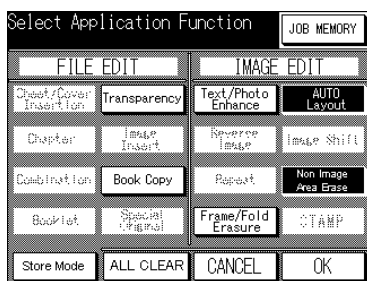 Select Application Function
JOB MEMORY
FILE EDIT
IMAGE EDIT
Sheet/Cover
Insertion
Transparency
Text/Photo
Enhance
AUTO
Layout
Chapter
Image
Insert
Reverse
Image
Image Shift
Combination
Book Copy
Repeat
Non Image
Area Erase
Booklet
Special
Original
Frame/Fold
Erasure
STAMP
Store Mode
ALL CLEAR
CANCEL
OK